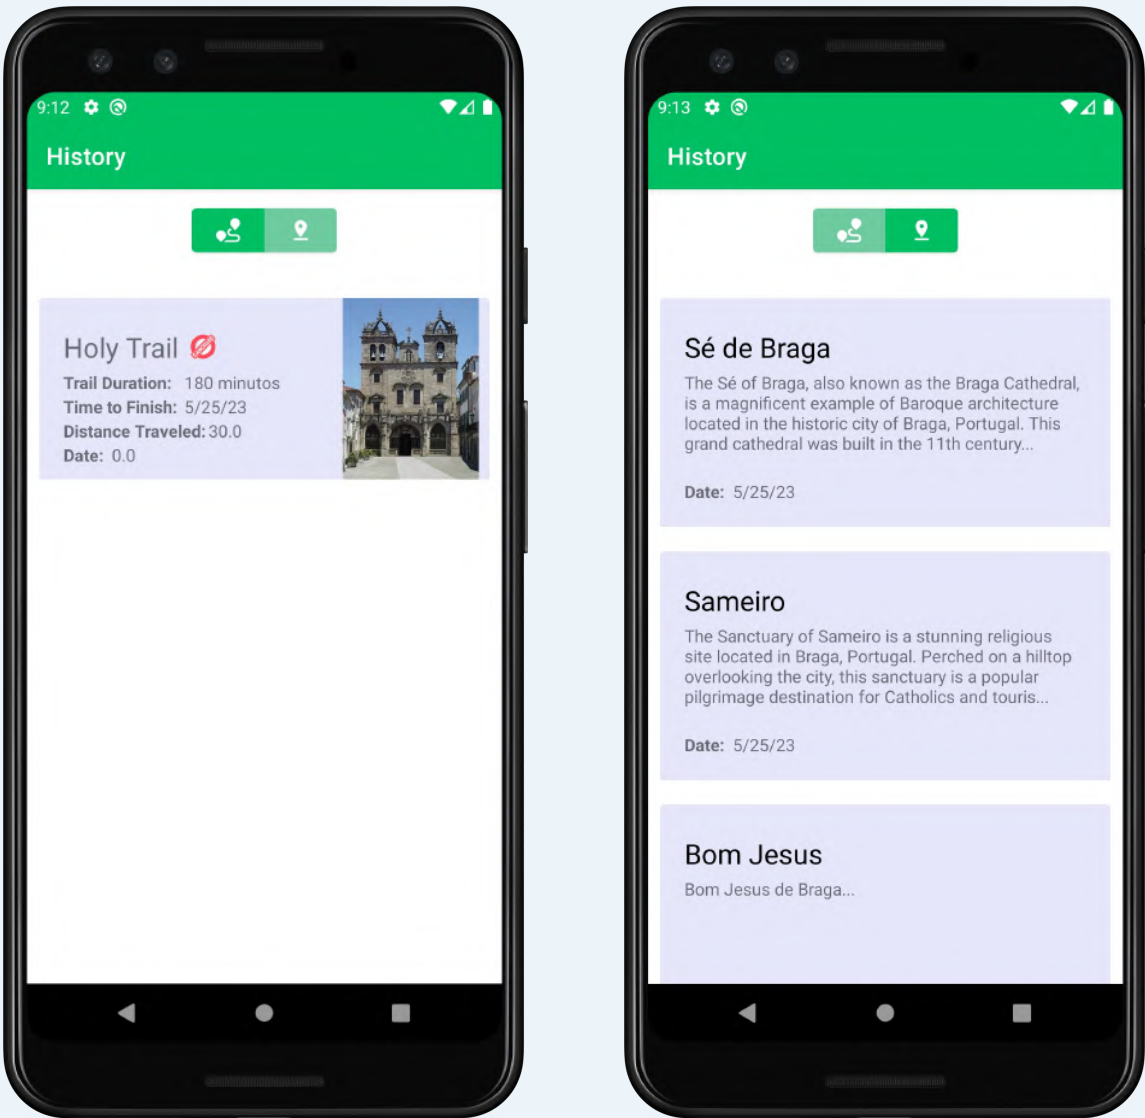 9:12
History
Holy Trail
Trail Duration: 180 minutos
Time to Finish: 5/25/23
Distance Traveled: 30.0
Date: 0.0
9:13
History
Sé de Braga
The Sé of Braga, also known as the Braga Cathedral,
is a magnificent example of Baroque architecture
located in the historic city of Braga, Portugal. This
grand cathedral was built in the 11th century...
Date: 5/25/23
Sameiro
The Sanctuary of Sameiro is a stunning religious
site located in Braga, Portugal. Perched on a hilltop
overlooking the city, this sanctuary is a popular
pilgrimage destination for Catholics and touris...
Date: 5/25/23
Bom Jesus
Bom Jesus de Braga...